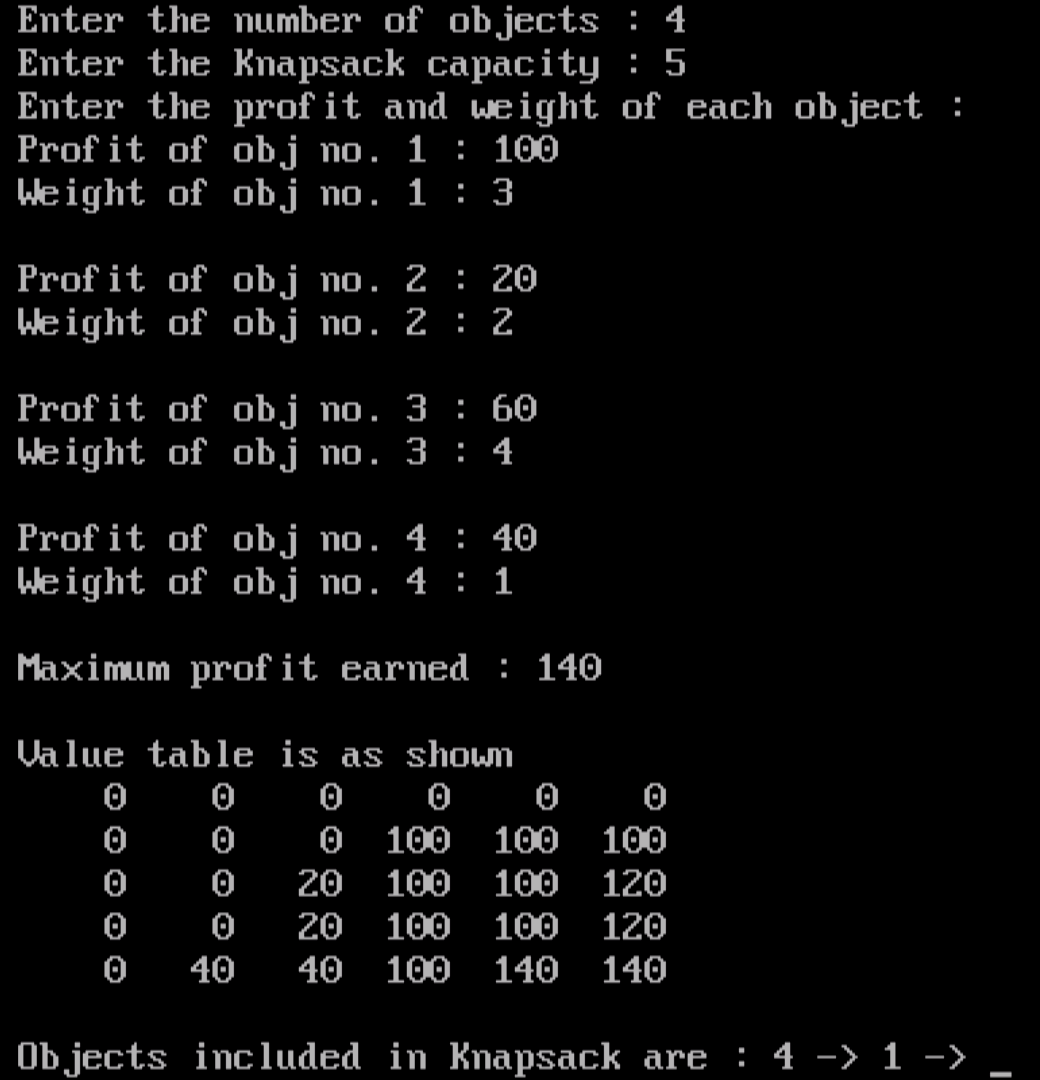 Enter the number of objects : 4
Enter the Knapsack capacity : 5
Enter the profit and weight of each object :
Profit of obj no. 1 : 100
Weight of obj no. 1 : 3
Profit of obj no. 2 : 20
Weight of obj no. 2 : 2
Profit of obj no. 3 : 60
Weight of obj no. 3 : 4
Profit of obj no. 4 : 40
Weight of obj no. 4 : 1
Maximum profit earned : 140
Value table is as shown
0 0 0 0 0 0
0 0 0 100 100 100
0 0 20 100 100 120
0 0 20 100 100 120
0 40 40 100 140 140
Objects included in Knapsack are : 4 -> 1 -> _